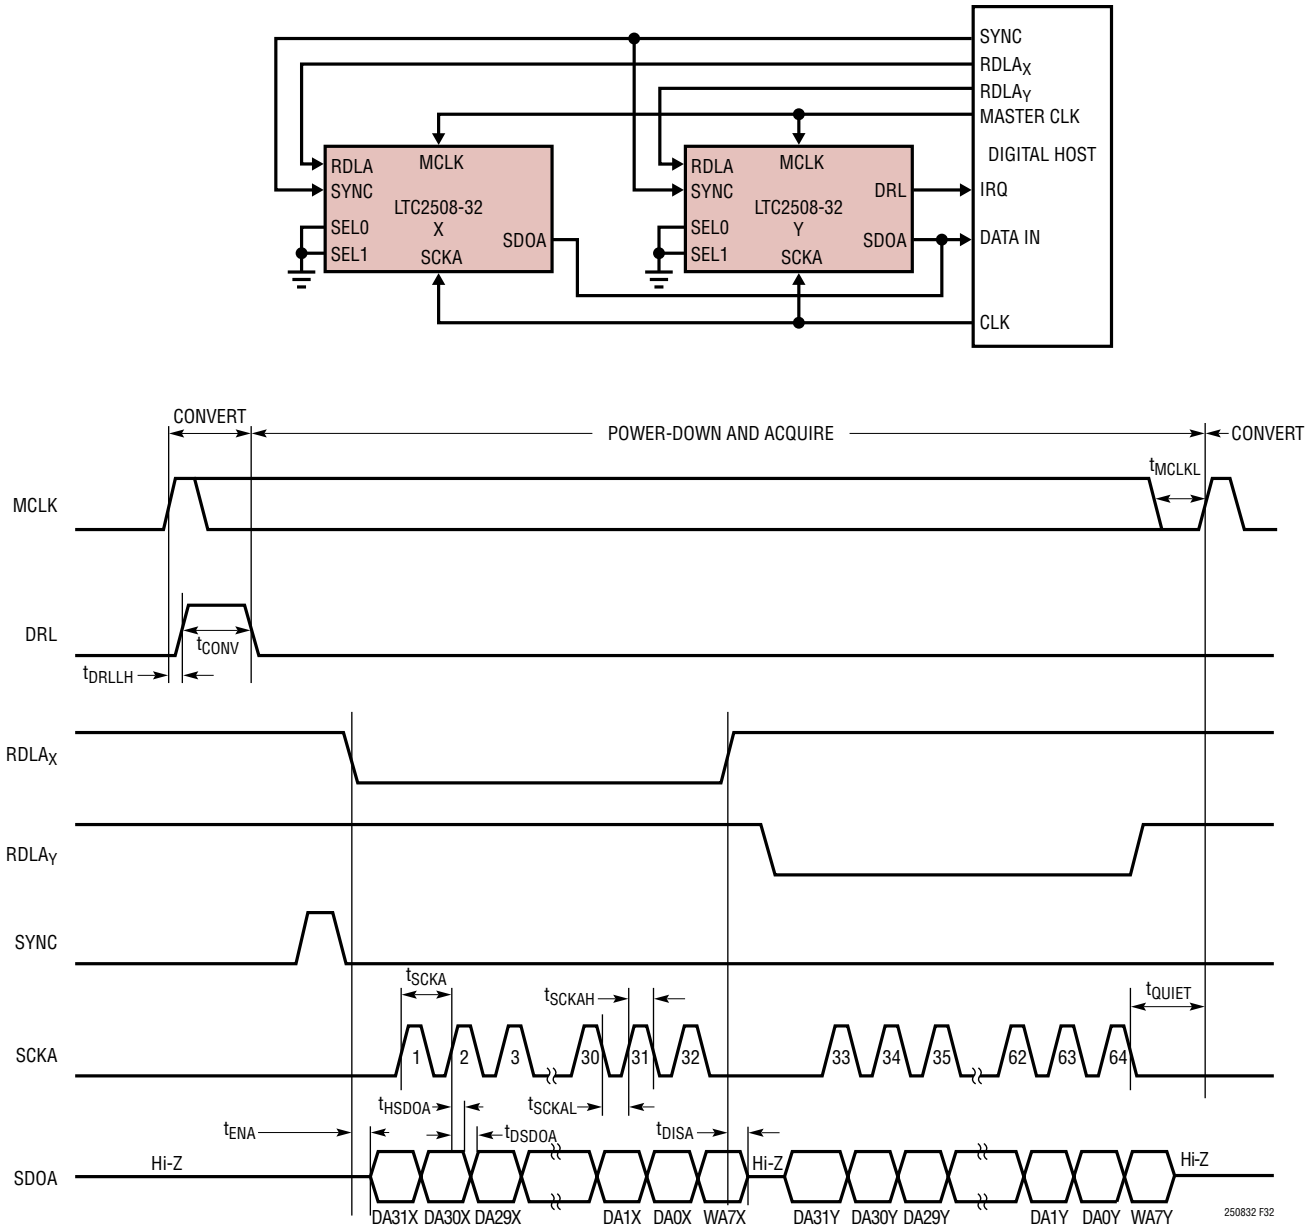 SYNC
RDLAX
RDLAY
MASTER CLK
DIGITAL HOST
IRQ
DATA IN
CLK
RDLA
MCLK
SYNC
LTC2508-32
SEL0
X
SDOA
SEL1
SCKA
RDLA
MCLK
SYNC
DRL
LTC2508-32
SEL0
Y
SDOA
SEL1
SCKA
CONVERT
POWER-DOWN AND ACQUIRE
CONVERT
tMCLKL
MCLK
DRL
tCONV
tDRLLH
RDLAX
RDLAY
SYNC
tSCKA
tSCKAH
tQUIET
SCKA
1 2 3 30 31 32 33 34 35 62 63 64
tHSDOA
tSCKAL
tENA
tDSDOA
tDISA
SDOA
Hi-Z
Hi-Z
Hi-Z
DA31X DA30X DA29X DA1X DA0X WA7X DA31Y DA30Y DA29Y DA1Y DA0Y WA7Y
250832 F32